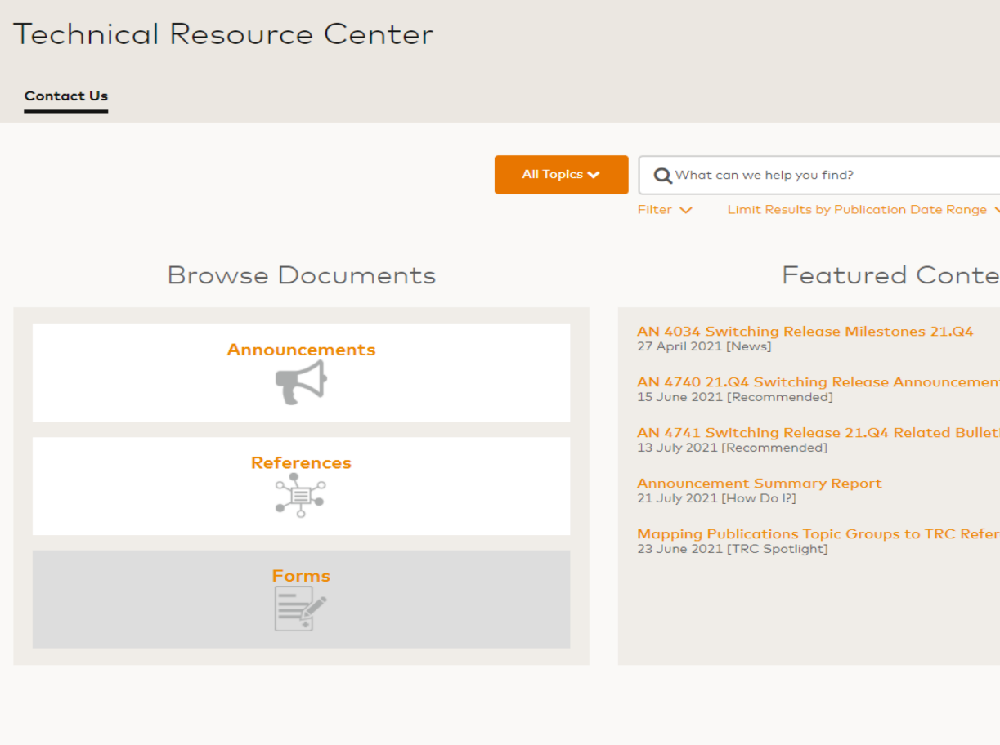 Technical Resource Center
Contact Us
All Topics
What can we help you find?
Filter
Limit Results by Publication Date Range
Browse Documents
Featured Conte
Announcements
References
Forms
AN 4034 Switching Release Milestones 21.Q4
27 April 2021 [News]
AN 4740 21.Q4 Switching Release Announcement
15 June 2021 [Recommended]
AN 4741 Switching Release 21.Q4 Related Bulleti
13 July 2021 [Recommended]
Announcement Summary Report
21 July 2021 [How Do I?]
Mapping Publications Topic Groups to TRC Refer
23 June 2021 [TRC Spotlight]